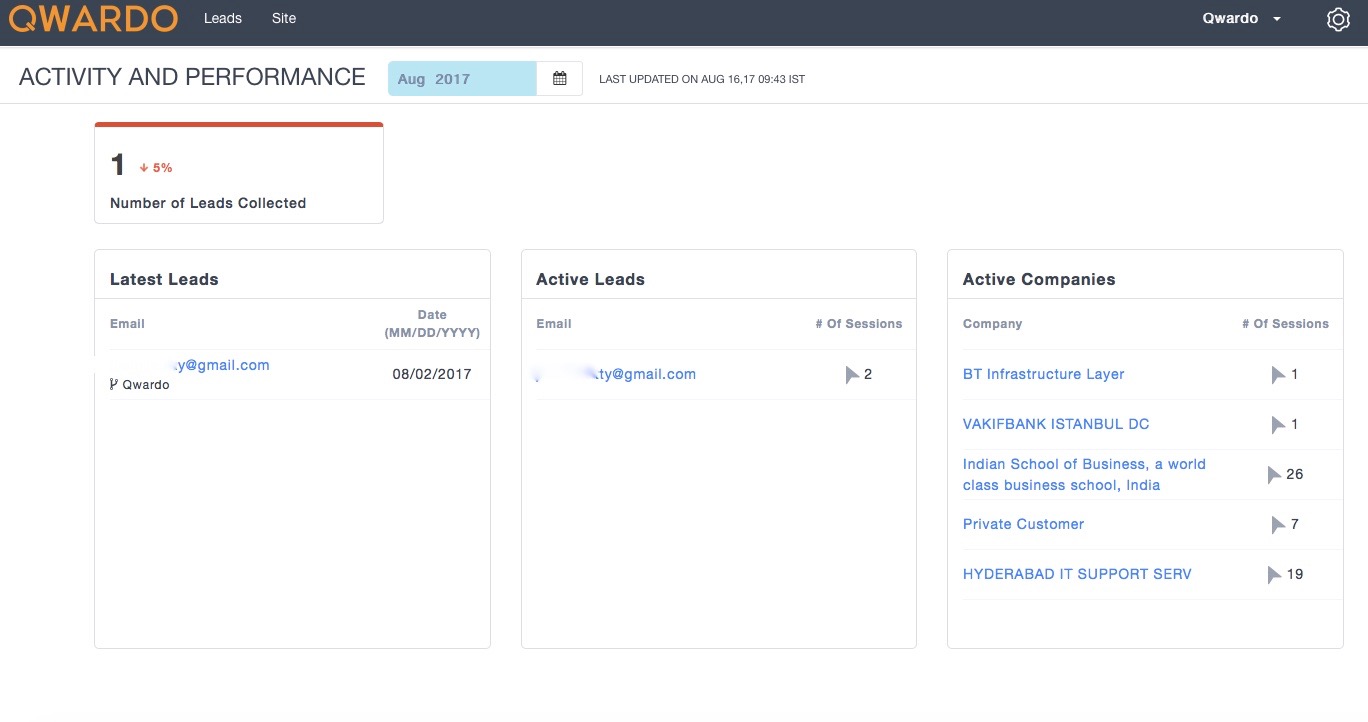 QWARDO Leads Site Qwardo
ACTIVITY AND PERFORMANCE Aug 2017 LAST UPDATED ON AUG 16,17 09:43 IST
1 5%
Number of Leads Collected
Latest Leads
Email Date
(MM/DD/YYYY)
y@gmail.com
Qwardo
08/02/2017
Active Leads
Email # Of Sessions
ty@gmail.com 2
Active Companies
Company # Of Sessions
BT Infrastructure Layer 1
VAKIFBANK ISTANBUL DC 1
Indian School of Business, a world
class business school, India
26
Private Customer 7
HYDERABAD IT SUPPORT SERV 19